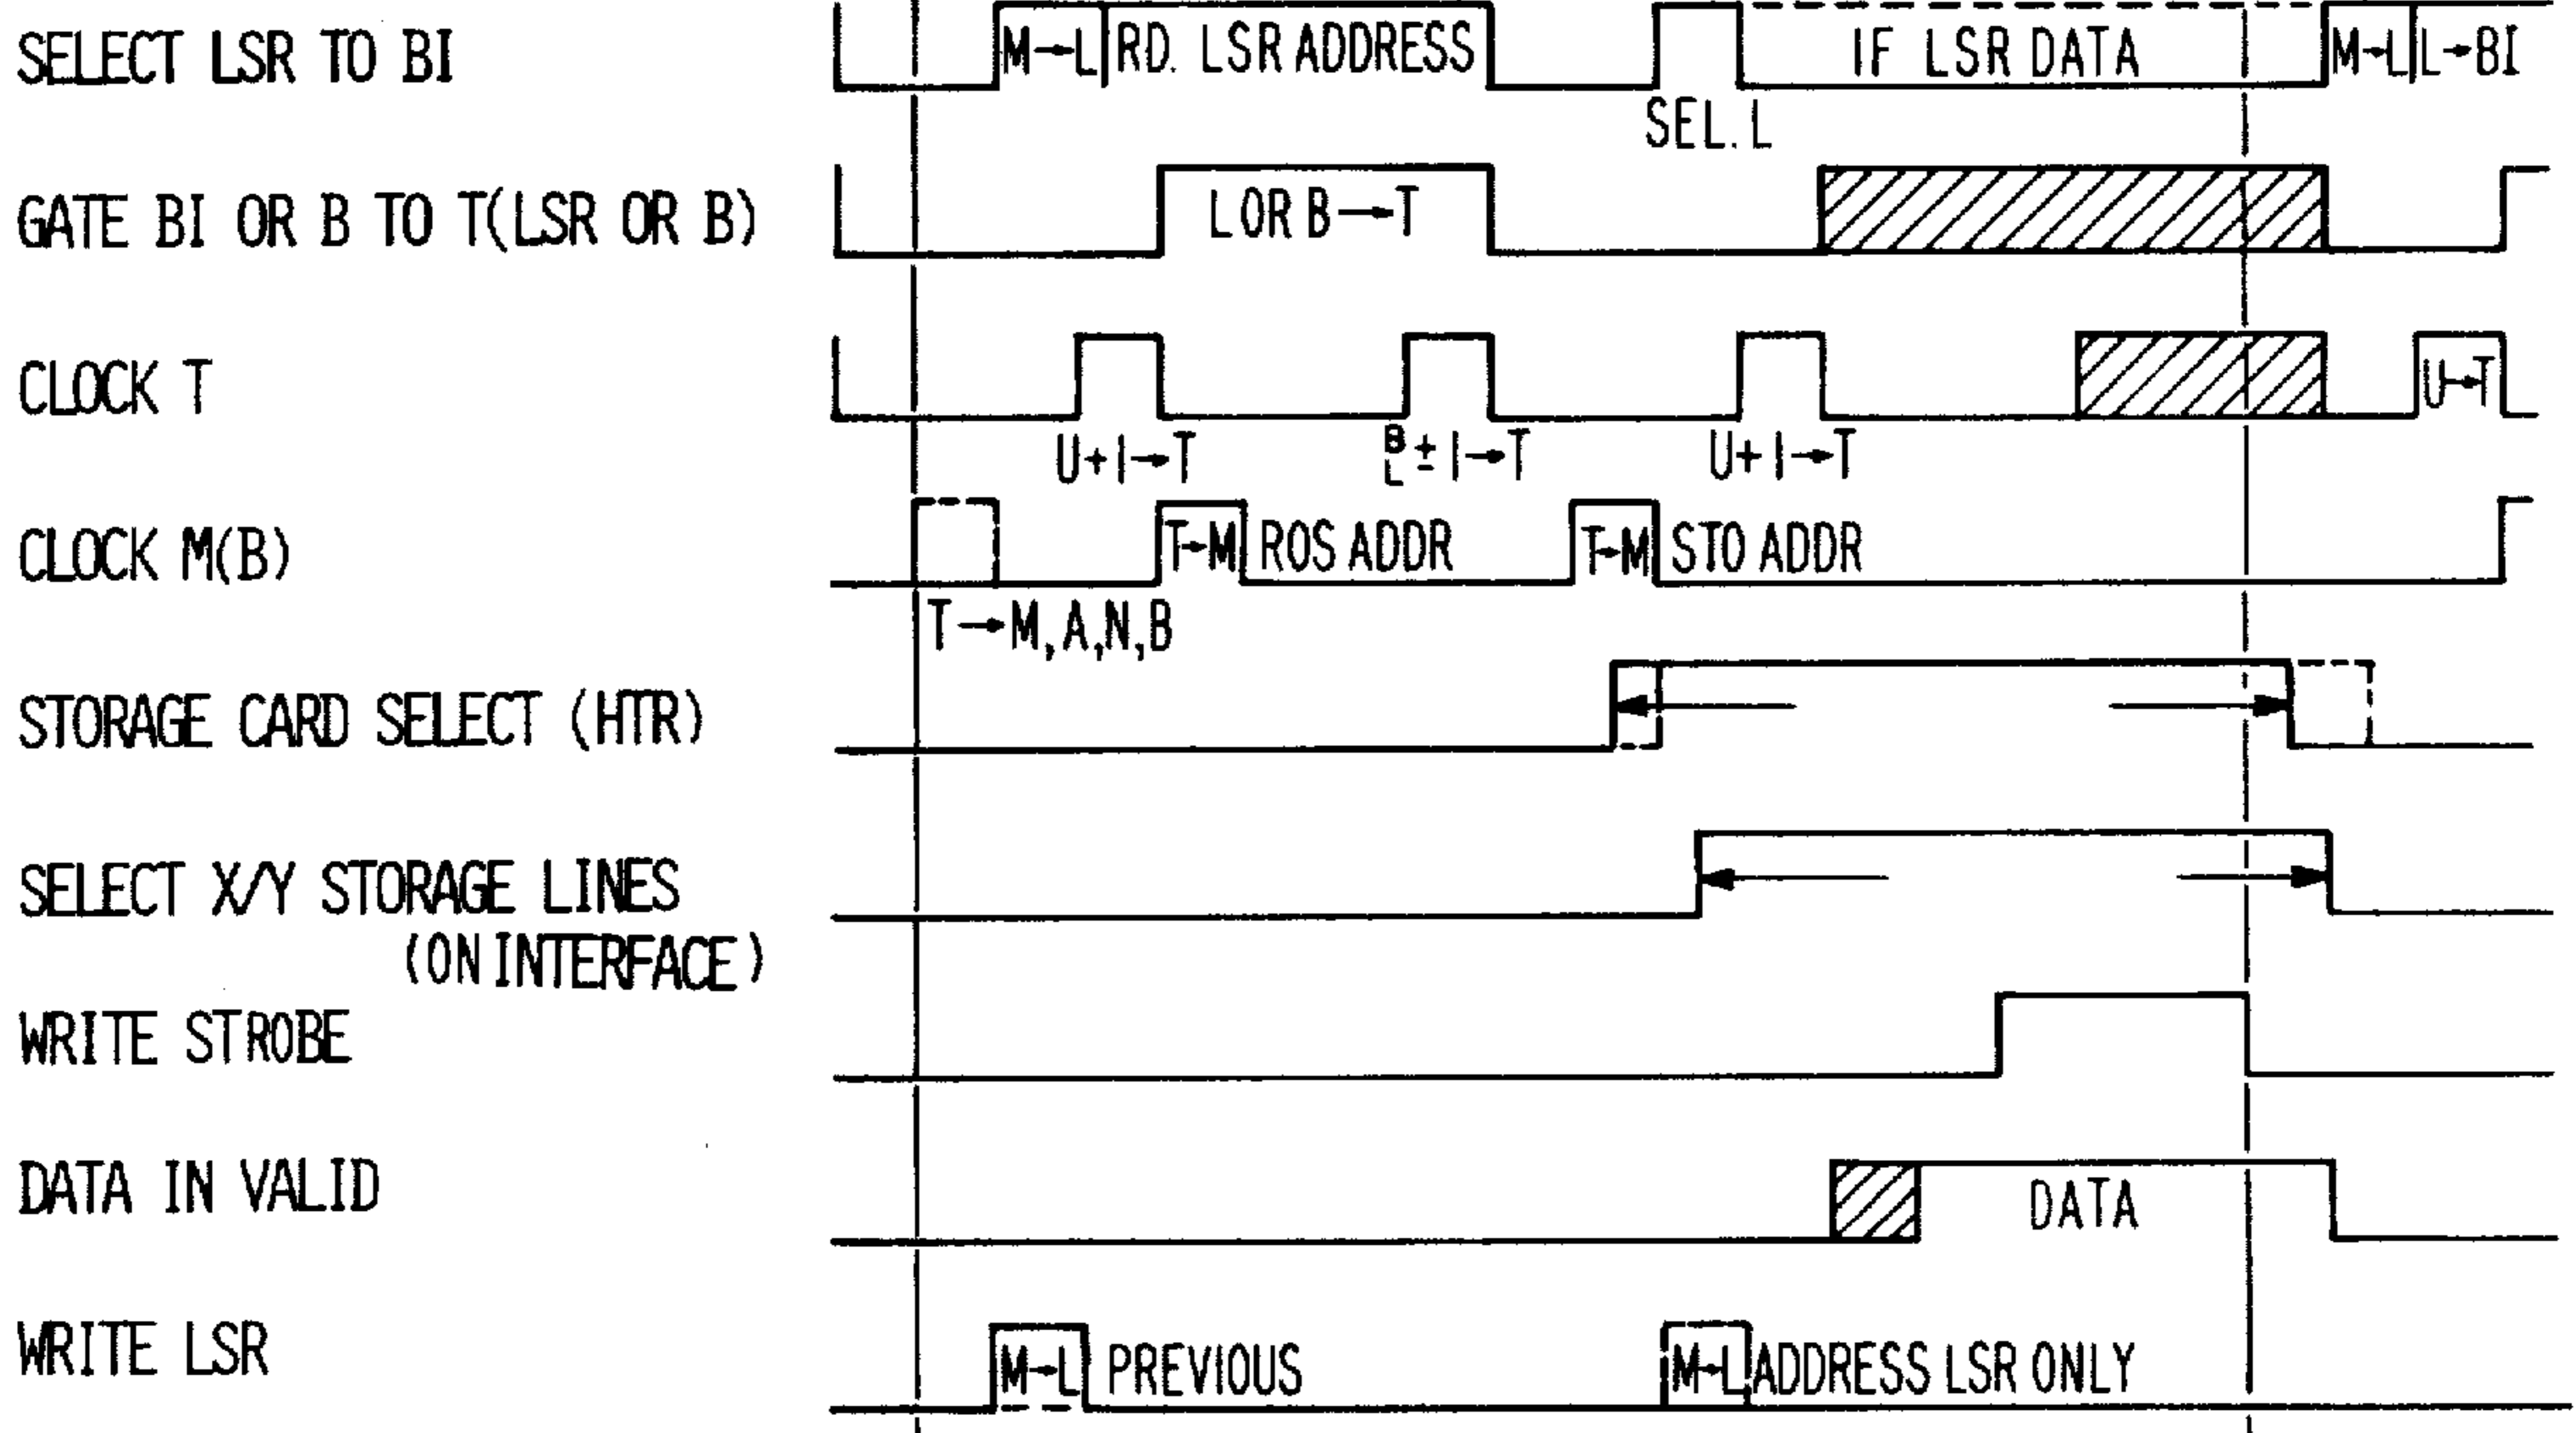 SELECT LSR TO BI
M→L
RD. LSR ADDRESS
IF LSR DATA
M→L
L→BI
SEL. L
GATE BI OR B TO T(LSR OR B)
L OR B→T
CLOCK T
U→T
U+1→T
B
L ± 1→T
U+1→T
CLOCK M(B)
T→M
ROS ADDR
T→M
STO ADDR
T→M,A,N,B
STORAGE CARD SELECT (HTR)
SELECT X/Y STORAGE LINES
(ON INTERFACE)
WRITE STROBE
DATA IN VALID
DATA
WRITE LSR
M→L
PREVIOUS
M→L
ADDRESS LSR ONLY